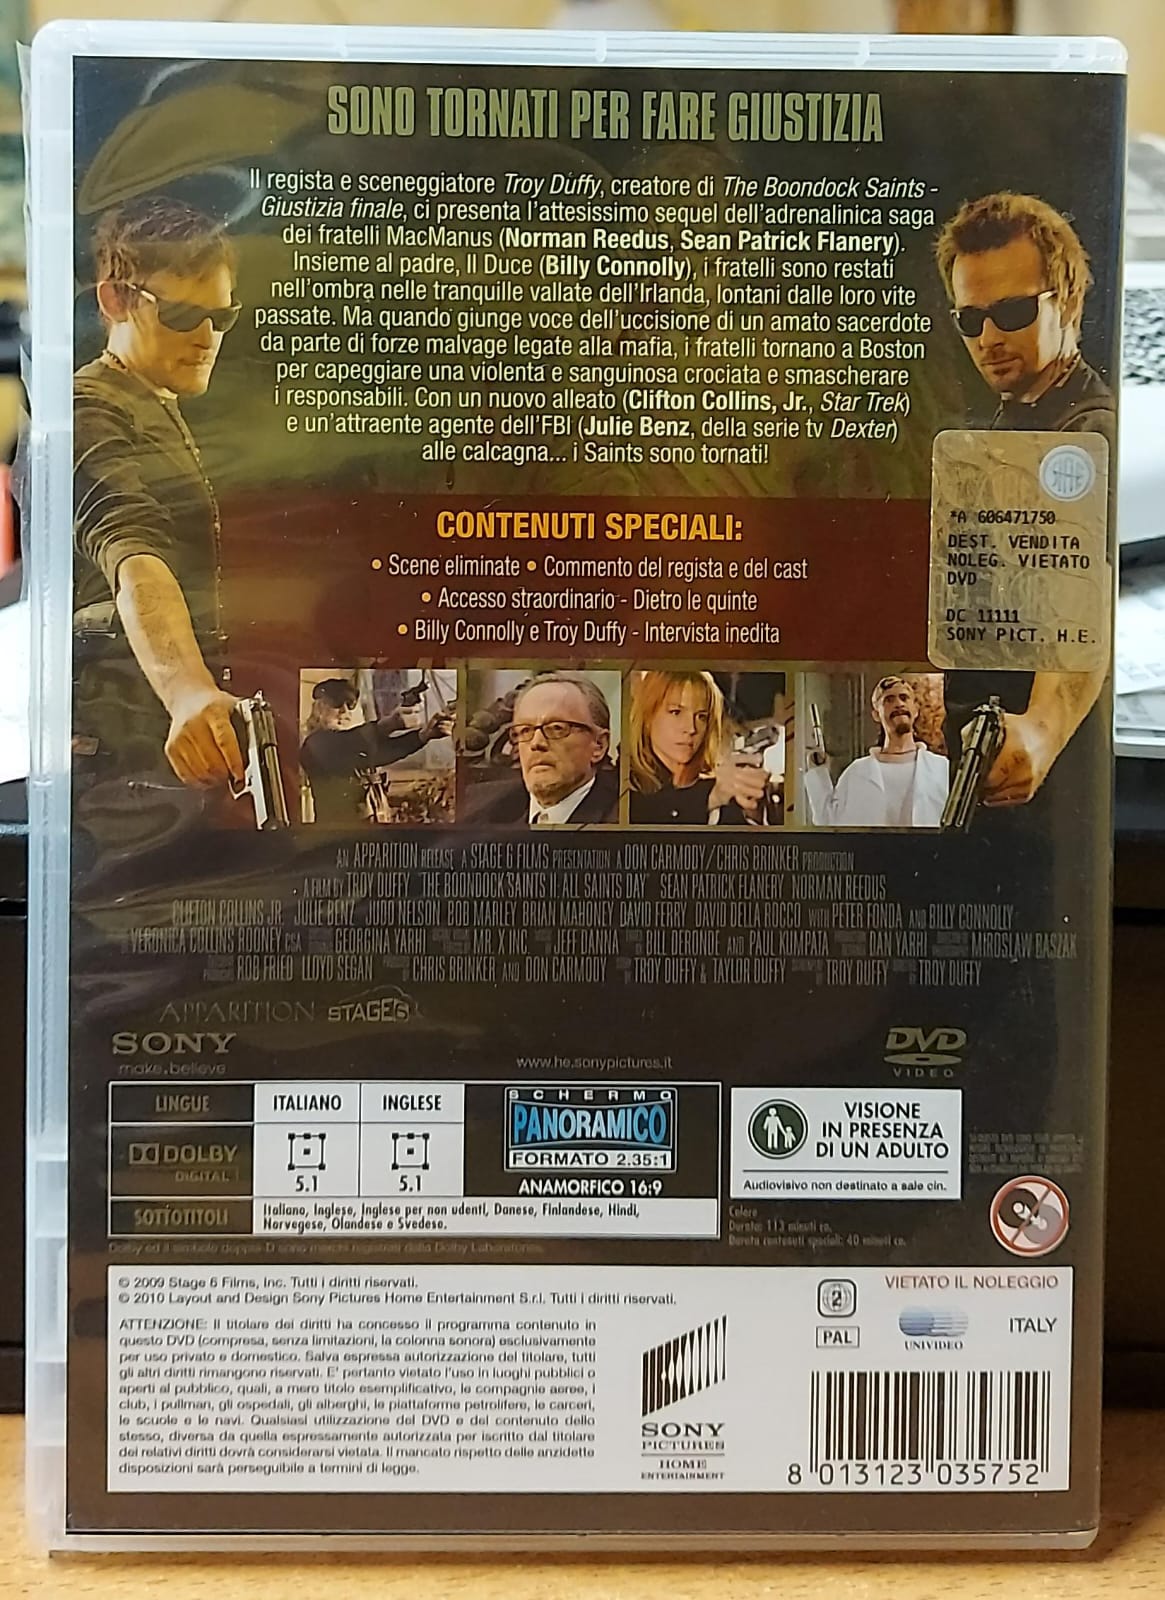 SONO TORNATI PER FARE GIUSTIZIA
Il regista e sceneggiatore Troy Duffy, creatore di The Boondock Saints -
Giustizia finale, ci presenta l'attesissimo sequel dell'adrenalinica saga
dei fratelli MacManus (Norman Reedus, Sean Patrick Flanery).
Insieme al padre, Il Duce (Billy Connolly), i fratelli sono restati
nell'ombra nelle tranquille vallate dell'Irlanda, lontani dalle loro vite
passate. Ma quando giunge voce dell'uccisione di un amato sacerdote
da parte di forze malvage legate alla mafia, i fratelli tornano a Boston
per capeggiare una violenta e sanguinosa crociata e smascherare
i responsabili. Con un nuovo alleato (Clifton Collins, Jr., Star Trek)
e un'attraente agente dell'FBI (Julie Benz, della serie tv Dexter)
alle calcagna... i Saints sono tornati!
*A 606471750
DEST. VENDITA
NOLEG. VIETATO
DVD
DC 11111
SONY PICT. H.E.
CONTENUTI SPECIALI:
• Scene eliminate • Commento del regista e del cast
• Accesso straordinario - Dietro le quinte
• Billy Connolly e Troy Duffy - Intervista inedita
AN APPARITION RELEASE A STAGE 6 FILMS PRESENTATION A DON CARMODY/CHRIS BRINKER PRODUCTION
A FILM BY TROY DUFFY "THE BOONDOCK SAINTS II: ALL SAINTS DAY" SEAN PATRICK FLANERY NORMAN REEDUS
CLIFTON COLLINS JR. JULIE BENZ JUDD NELSON BOB MARLEY BRIAN MAHONEY DAVID FERRY DAVID DELLA ROCCO WITH PETER FONDA AND BILLY CONNOLLY
VERONICA COLLINS ROONEY CSA GEORGINA YARHI MR. X INC. JEFF DANNA BILL DERONDE AND PAUL KUMPATA DAN YARHI MIROSLAW BASZAK
ROB FRIED LLOYD SEGAN CHRIS BRINKER AND DON CARMODY TROY DUFFY & TAYLOR DUFFY TROY DUFFY TROY DUFFY
APPARITION STAGE6
SONY
make.believe
www.he.sonypictures.it
DVD
VIDEO
LINGUE ITALIANO INGLESE
DOLBY
DIGITAL
5.1 5.1
SOTTOTITOLI
Italiano, Inglese, Inglese per non udenti, Danese, Finlandese, Hindi,
Norvegese, Olandese e Svedese.
SCHERMO
PANORAMICO
FORMATO 2.35:1
ANAMORFICO 16:9
VISIONE
IN PRESENZA
DI UN ADULTO
Audiovisivo non destinato a sale cin.
Colore
Durata: 113 minuti ca.
Durata contenuti speciali: 40 minuti ca.
Dolby ed il simbolo doppia-D sono marchi registrati della Dolby Laboratories.
© 2009 Stage 6 Films, Inc. Tutti i diritti riservati.
© 2010 Layout and Design Sony Pictures Home Entertainment S.r.l. Tutti i diritti riservati.
ATTENZIONE: Il titolare dei diritti ha concesso il programma contenuto in
questo DVD (compresa, senza limitazioni, la colonna sonora) esclusivamente
per uso privato e domestico. Salva espressa autorizzazione del titolare, tutti
gli altri diritti rimangono riservati. E' pertanto vietato l'uso in luoghi pubblici o
aperti al pubblico, quali, a mero titolo esemplificativo, le compagnie aeree, i
club, i pullman, gli ospedali, gli alberghi, le piattaforme petrolifere, le carceri,
le scuole e le navi. Qualsiasi utilizzazione del DVD e del contenuto dello
stesso, diversa da quella espressamente autorizzata per iscritto dal titolare
dei relativi diritti dovrà considerarsi vietata. Il mancato rispetto delle anzidette
disposizioni sarà perseguibile a termini di legge.
SONY
PICTURES
HOME
ENTERTAINMENT
2
PAL
VIETATO IL NOLEGGIO
UNIVIDEO
ITALY
8 013123 035752